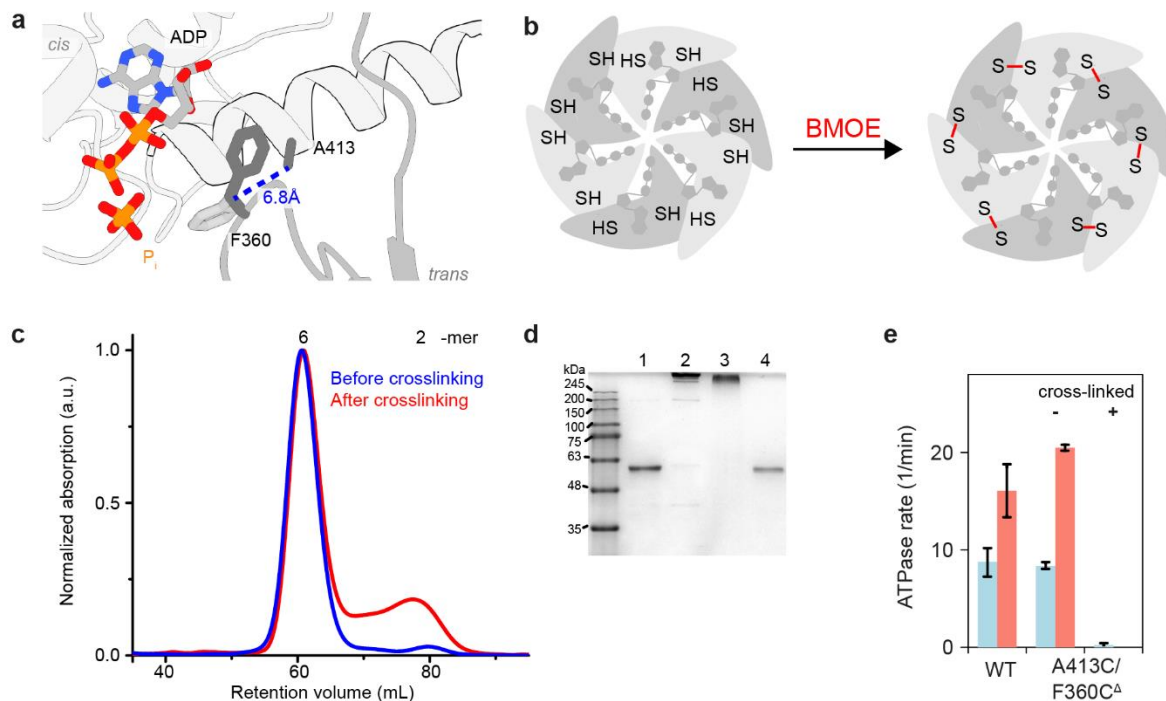 a
cis
ADP
A413
6.8Å
F360
Pi
trans
b
SH
HS
SH
SH
HS
SH
SH
SH
SH
SH
HS
SH
HS
BMOE
S
S
S
S
S
S
S
S
S
S
S
S
c
6 2 -mer
Before crosslinking
After crosslinking
1.0
0.5
0.0
Normalized absorption (a.u.)
40 60 80
Retention volume (mL)
d
1 2 3 4
kDa
245
200
150
100
75
63
48
35
e
cross-linked
- +
20
10
0
ATPase rate (1/min)
WT
A413C/
F360CΔ